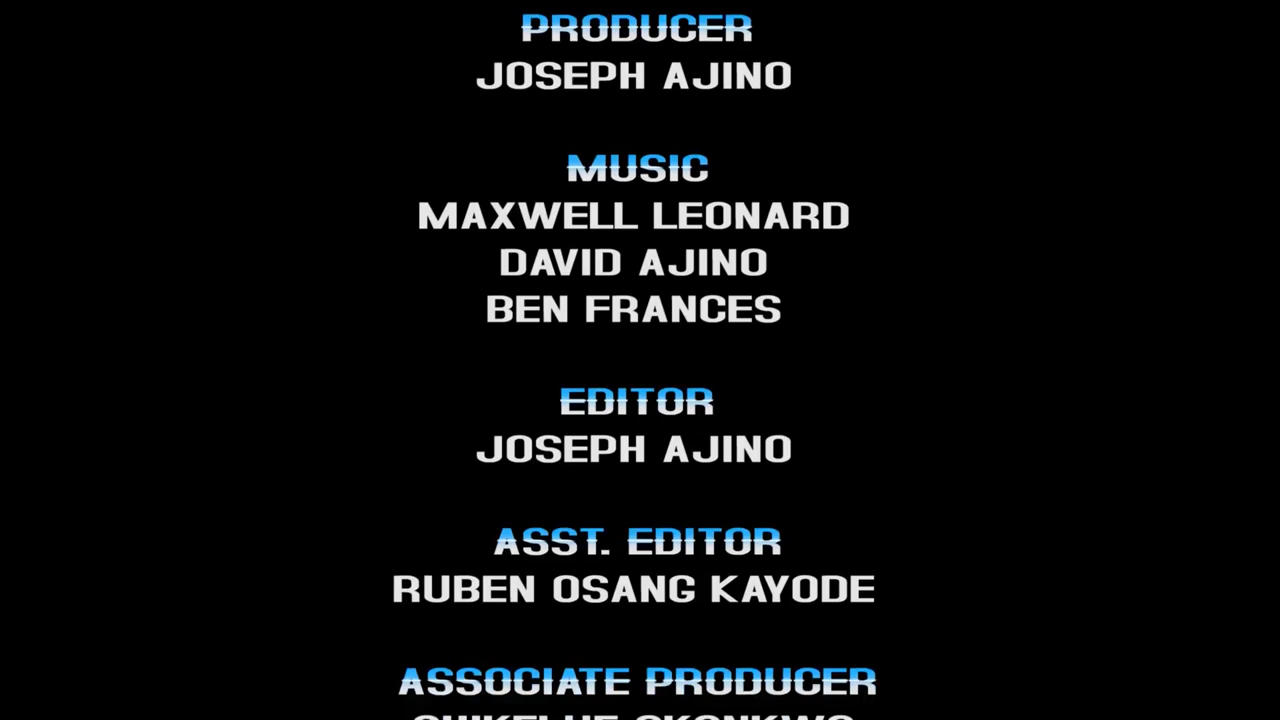 PRODUCER
JOSEPH AJINO
MUSIC
MAXWELL LEONARD
DAVID AJINO
BEN FRANCES
EDITOR
JOSEPH AJINO
ASST. EDITOR
RUBEN OSANG KAYODE
ASSOCIATE PRODUCER